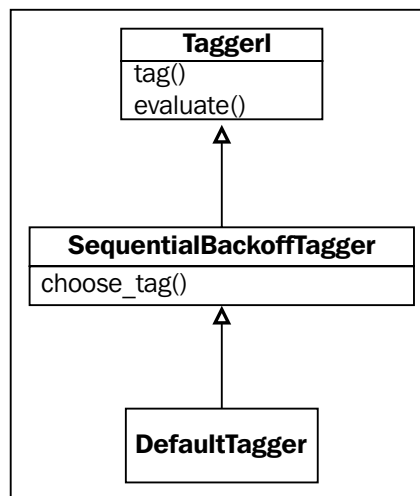 TaggerI
tag()
evaluate()
SequentialBackoffTagger
choose_tag()
DefaultTagger